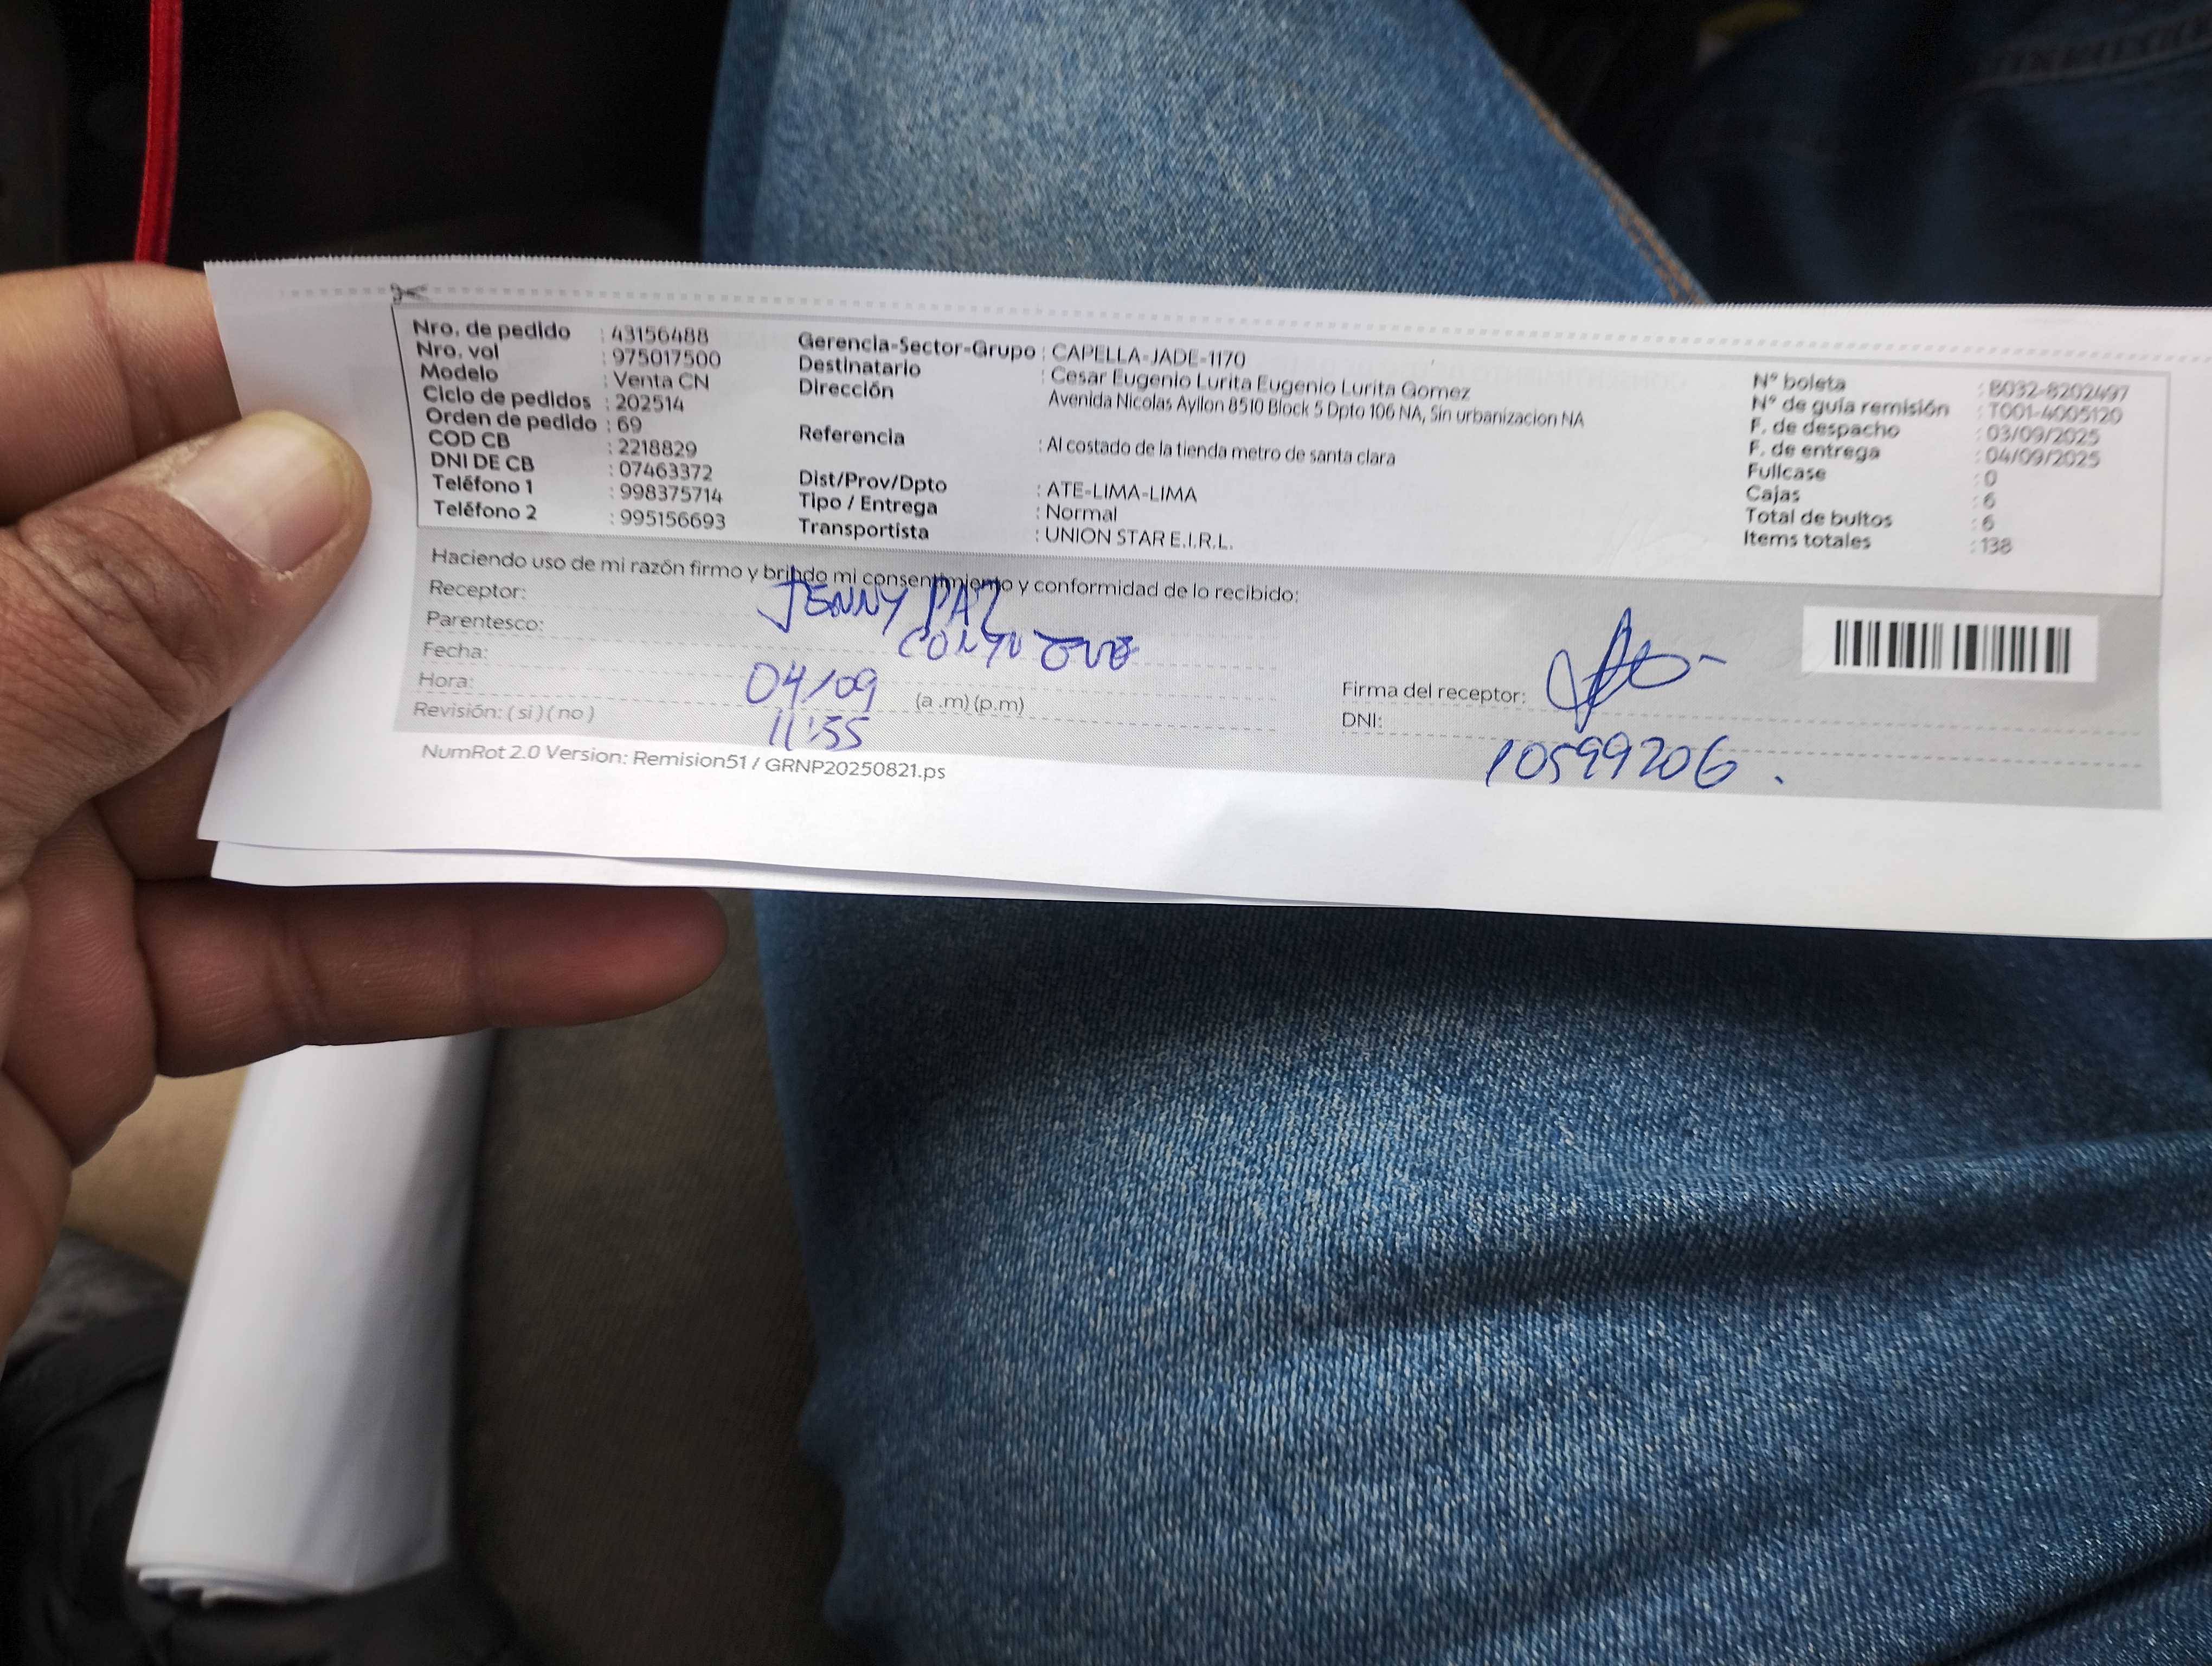 Nro. de pedido : 43156488
Nro. vol : 975017500
Modelo : Venta CN
Ciclo de pedidos : 202514
Orden de pedido : 69
COD CB : 2218829
DNI DE CB : 07463372
Teléfono 1 : 998375714
Teléfono 2 : 995156693
Gerencia-Sector-Grupo : CAPELLA-JADE-1170
Destinatario : Cesar Eugenio Lurita Eugenio Lurita Gomez
Dirección Avenida Nicolas Ayllon 8510 Block 5 Dpto 106 NA, Sin urbanizacion NA
Referencia : Al costado de la tienda metro de santa clara
Dist/Prov/Dpto : ATE-LIMA-LIMA
Tipo / Entrega : Normal
Transportista : UNION STAR E.I.R.L.
N° boleta : B032-8202497
N° de guía remisión : T001-4005120
F. de despacho : 03/09/2025
F. de entrega : 04/09/2025
Fullcase : 0
Cajas : 6
Total de bultos : 6
Items totales : 138
Haciendo uso de mi razón firmo y brindo mi consentimiento y conformidad de lo recibido:
Receptor: JENNY PAZ
Parentesco:
Fecha: 04/09
Hora: 11:55 (a .m) (p.m)
Revisión: ( si ) ( no )
Firma del receptor:
DNI: 10599206
NumRot 2.0 Version: Remision51 / GRNP20250821.ps